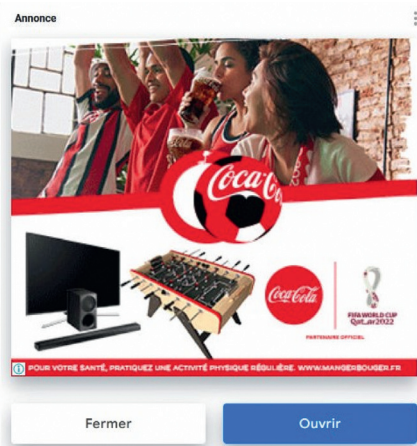 Annonce
Coca-Cola
Coca-Cola
FIFA WORLD CUP
Qat_ar2022
PARTENAIRE OFFICIEL
POUR VOTRE SANTÉ, PRATIQUEZ UNE ACTIVITÉ PHYSIQUE RÉGULIÈRE. WWW.MANGERBOUGER.FR
Fermer
Ouvrir